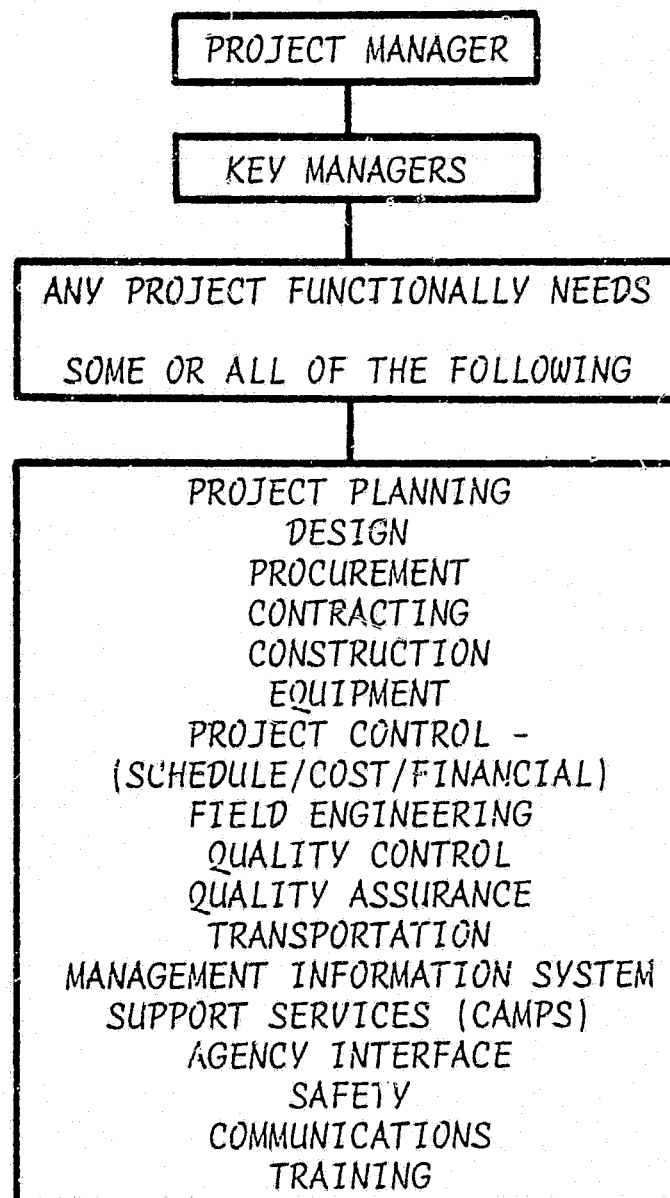 PROJECT MANAGER
KEY MANAGERS
ANY PROJECT FUNCTIONALLY NEEDS
SOME OR ALL OF THE FOLLOWING
PROJECT PLANNING
DESIGN
PROCUREMENT
CONTRACTING
CONSTRUCTION
EQUIPMENT
PROJECT CONTROL -
(SCHEDULE/COST/FINANCIAL)
FIELD ENGINEERING
QUALITY CONTROL
QUALITY ASSURANCE
TRANSPORTATION
MANAGEMENT INFORMATION SYSTEM
SUPPORT SERVICES (CAMPS)
AGENCY INTERFACE
SAFETY
COMMUNICATIONS
TRAINING